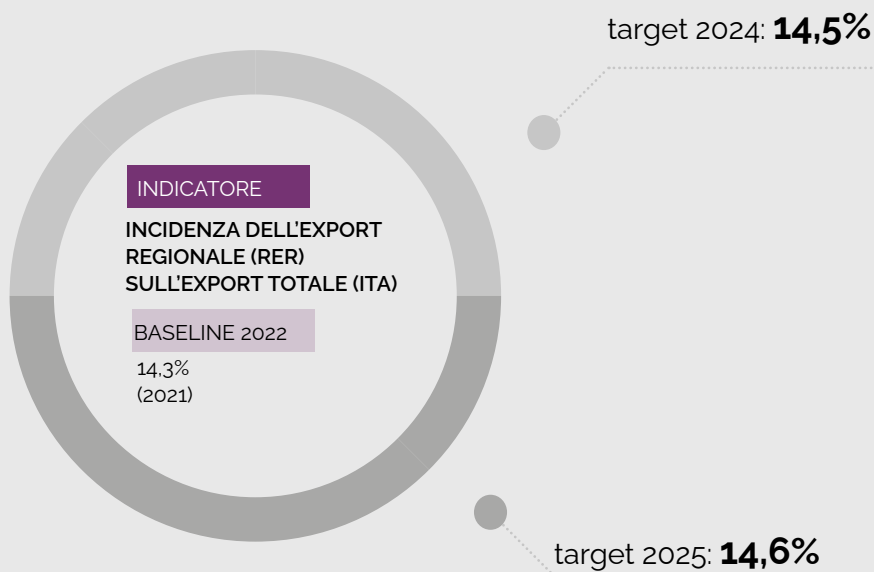 target 2024: 14,5%
INDICATORE
INCIDENZA DELL'EXPORT
REGIONALE (RER)
SULL'EXPORT TOTALE (ITA)
BASELINE 2022
14,3%
(2021)
target 2025: 14,6%